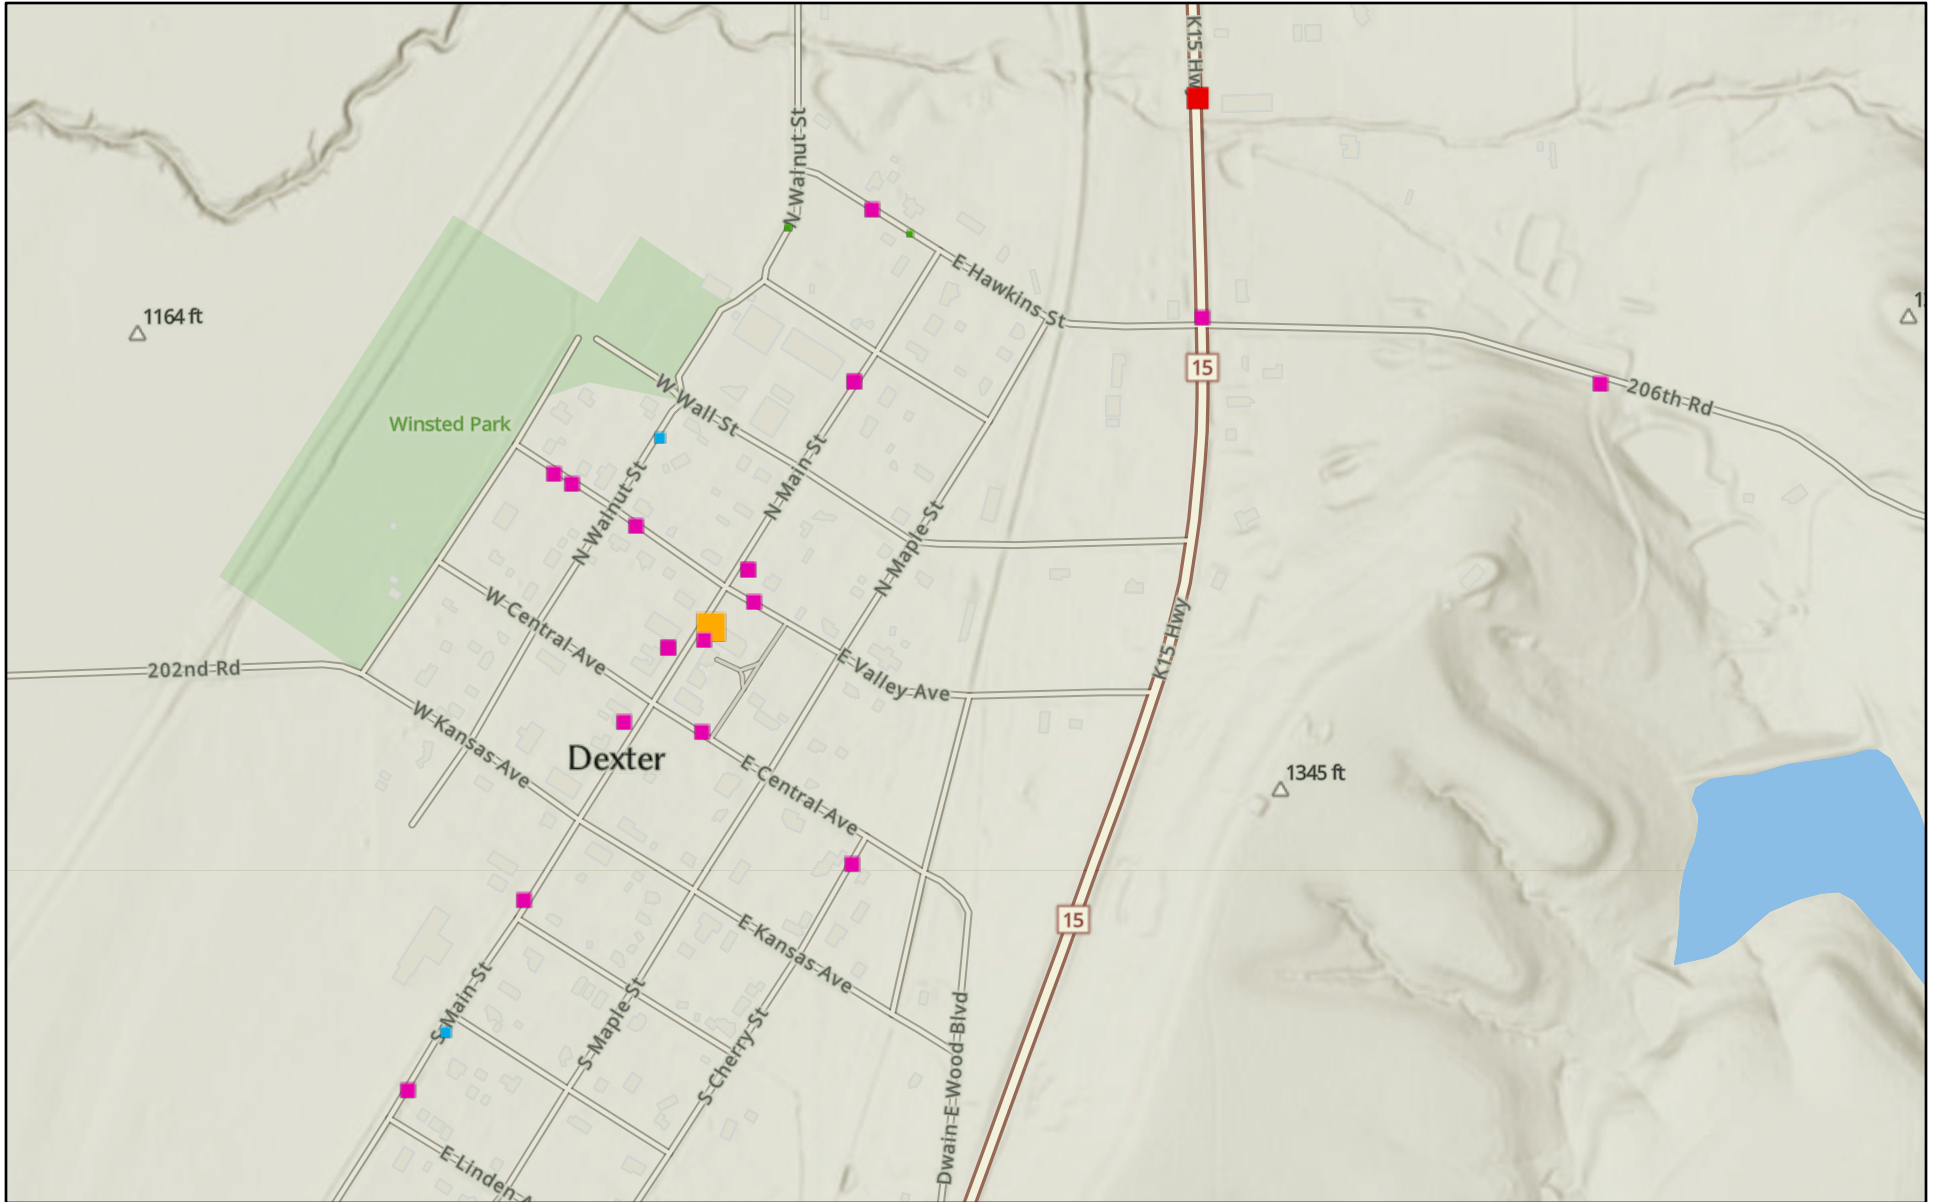 K15 Hwy
N Walnut St
E Hawkins St
1164 ft
15
206th Rd
W Wall St
Winsted Park
N Main St
N Walnut St
N Maple St
W Central Ave
K15 Hwy
E Valley Ave
202nd Rd
W Kansas Ave
Dexter
E Central Ave
1345 ft
15
E Kansas Ave
S Main St
S Maple St
S Cherry St
Dwain E Wood Blvd
E Linden